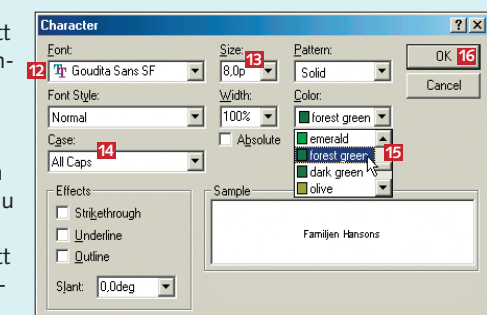 tt
n-
n
u
tt
-
Character
Font: Size: 13 Pattern:
12 Goudita Sans SF 8,0p Solid OK 16
Font Style: Width: Color: Cancel
Normal 100% forest green
Case: 14 Absolute emerald
All Caps forest green 15
dark green
olive
Effects Sample
Strikethrough
Underline Familjen Hansons
Outline
Slant: 0,0deg